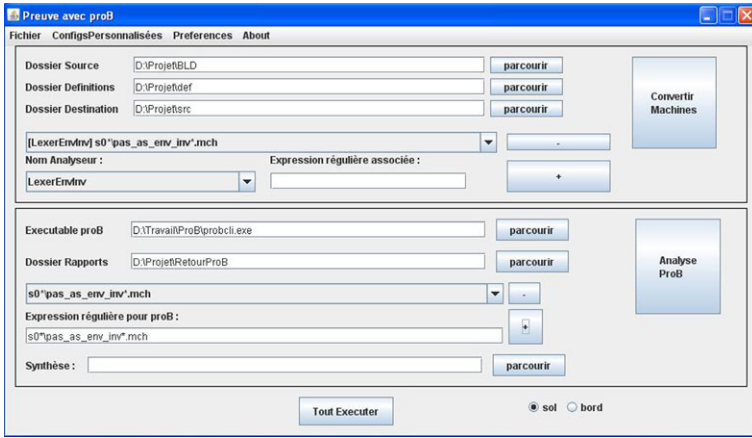 Preuve avec proB
Fichier ConfigsPersonnalisées Preferences About
Dossier Source D:\Projet\BLD parcourir
Dossier Definitions D:\Projet\def parcourir
Dossier Destination D:\Projet\src parcourir
Convertir
Machines
[LexerEnvInv] s0*\pas_as_env_inv*.mch -
Nom Analyseur : Expression régulière associée :
LexerEnvInv +
Executable proB D:\Travail\ProB\probcli.exe parcourir
Dossier Rapports D:\Projet\RetourProB parcourir
Analyse
ProB
s0*\pas_as_env_inv*.mch -
Expression régulière pour proB :
s0*\pas_as_env_inv*.mch +
Synthèse : parcourir
Tout Executer sol bord